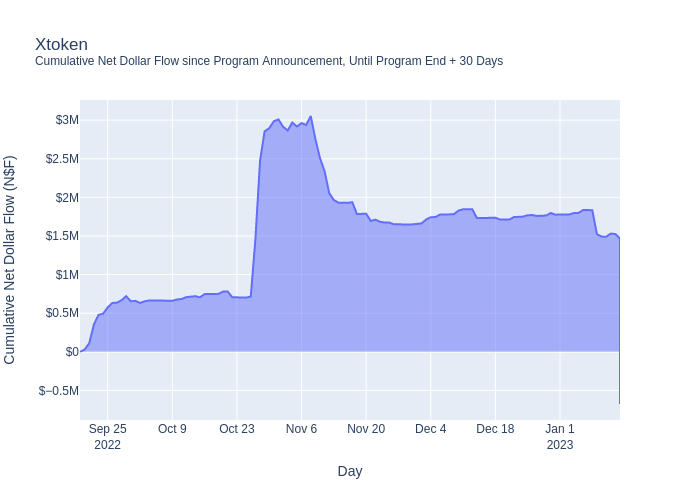 Xtoken
Cumulative Net Dollar Flow since Program Announcement, Until Program End + 30 Days
Cumulative Net Dollar Flow (N$F)
$3M
$2.5M
$2M
$1.5M
$1M
$0.5M
$0
$−0.5M
Sep 25
2022
Oct 9
Oct 23
Nov 6
Nov 20
Dec 4
Dec 18
Jan 1
2023
Day